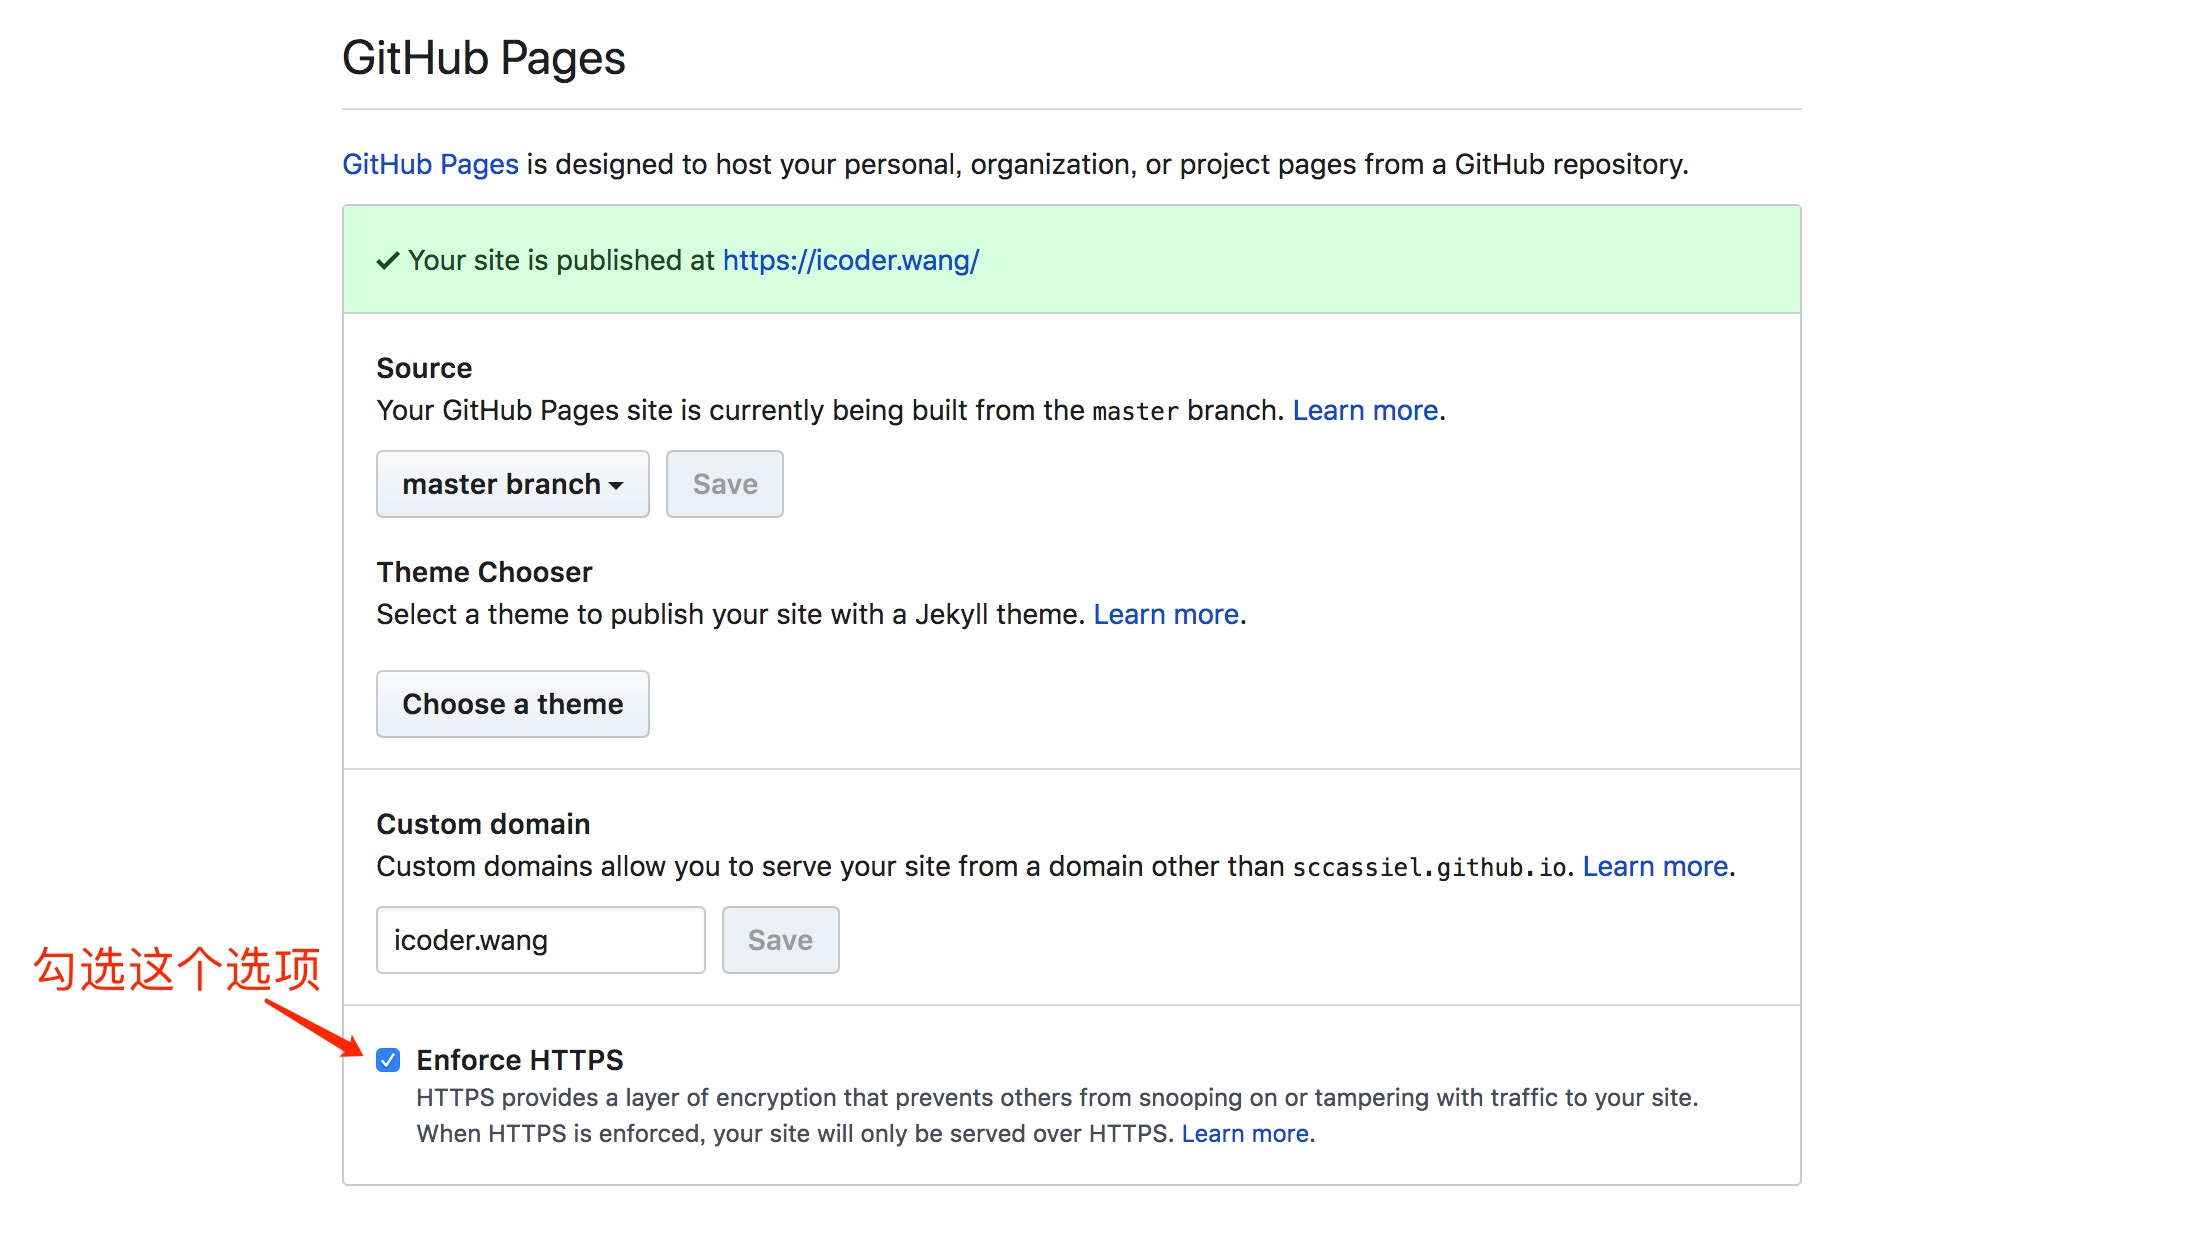 GitHub Pages
GitHub Pages is designed to host your personal, organization, or project pages from a GitHub repository.
Your site is published at https://icoder.wang/
Source
Your GitHub Pages site is currently being built from the master branch. Learn more.
master branch
Save
Theme Chooser
Select a theme to publish your site with a Jekyll theme. Learn more.
Choose a theme
Custom domain
Custom domains allow you to serve your site from a domain other than sccassiel.github.io. Learn more.
icoder.wang
Save
勾选这个选项
Enforce HTTPS
HTTPS provides a layer of encryption that prevents others from snooping on or tampering with traffic to your site.
When HTTPS is enforced, your site will only be served over HTTPS. Learn more.